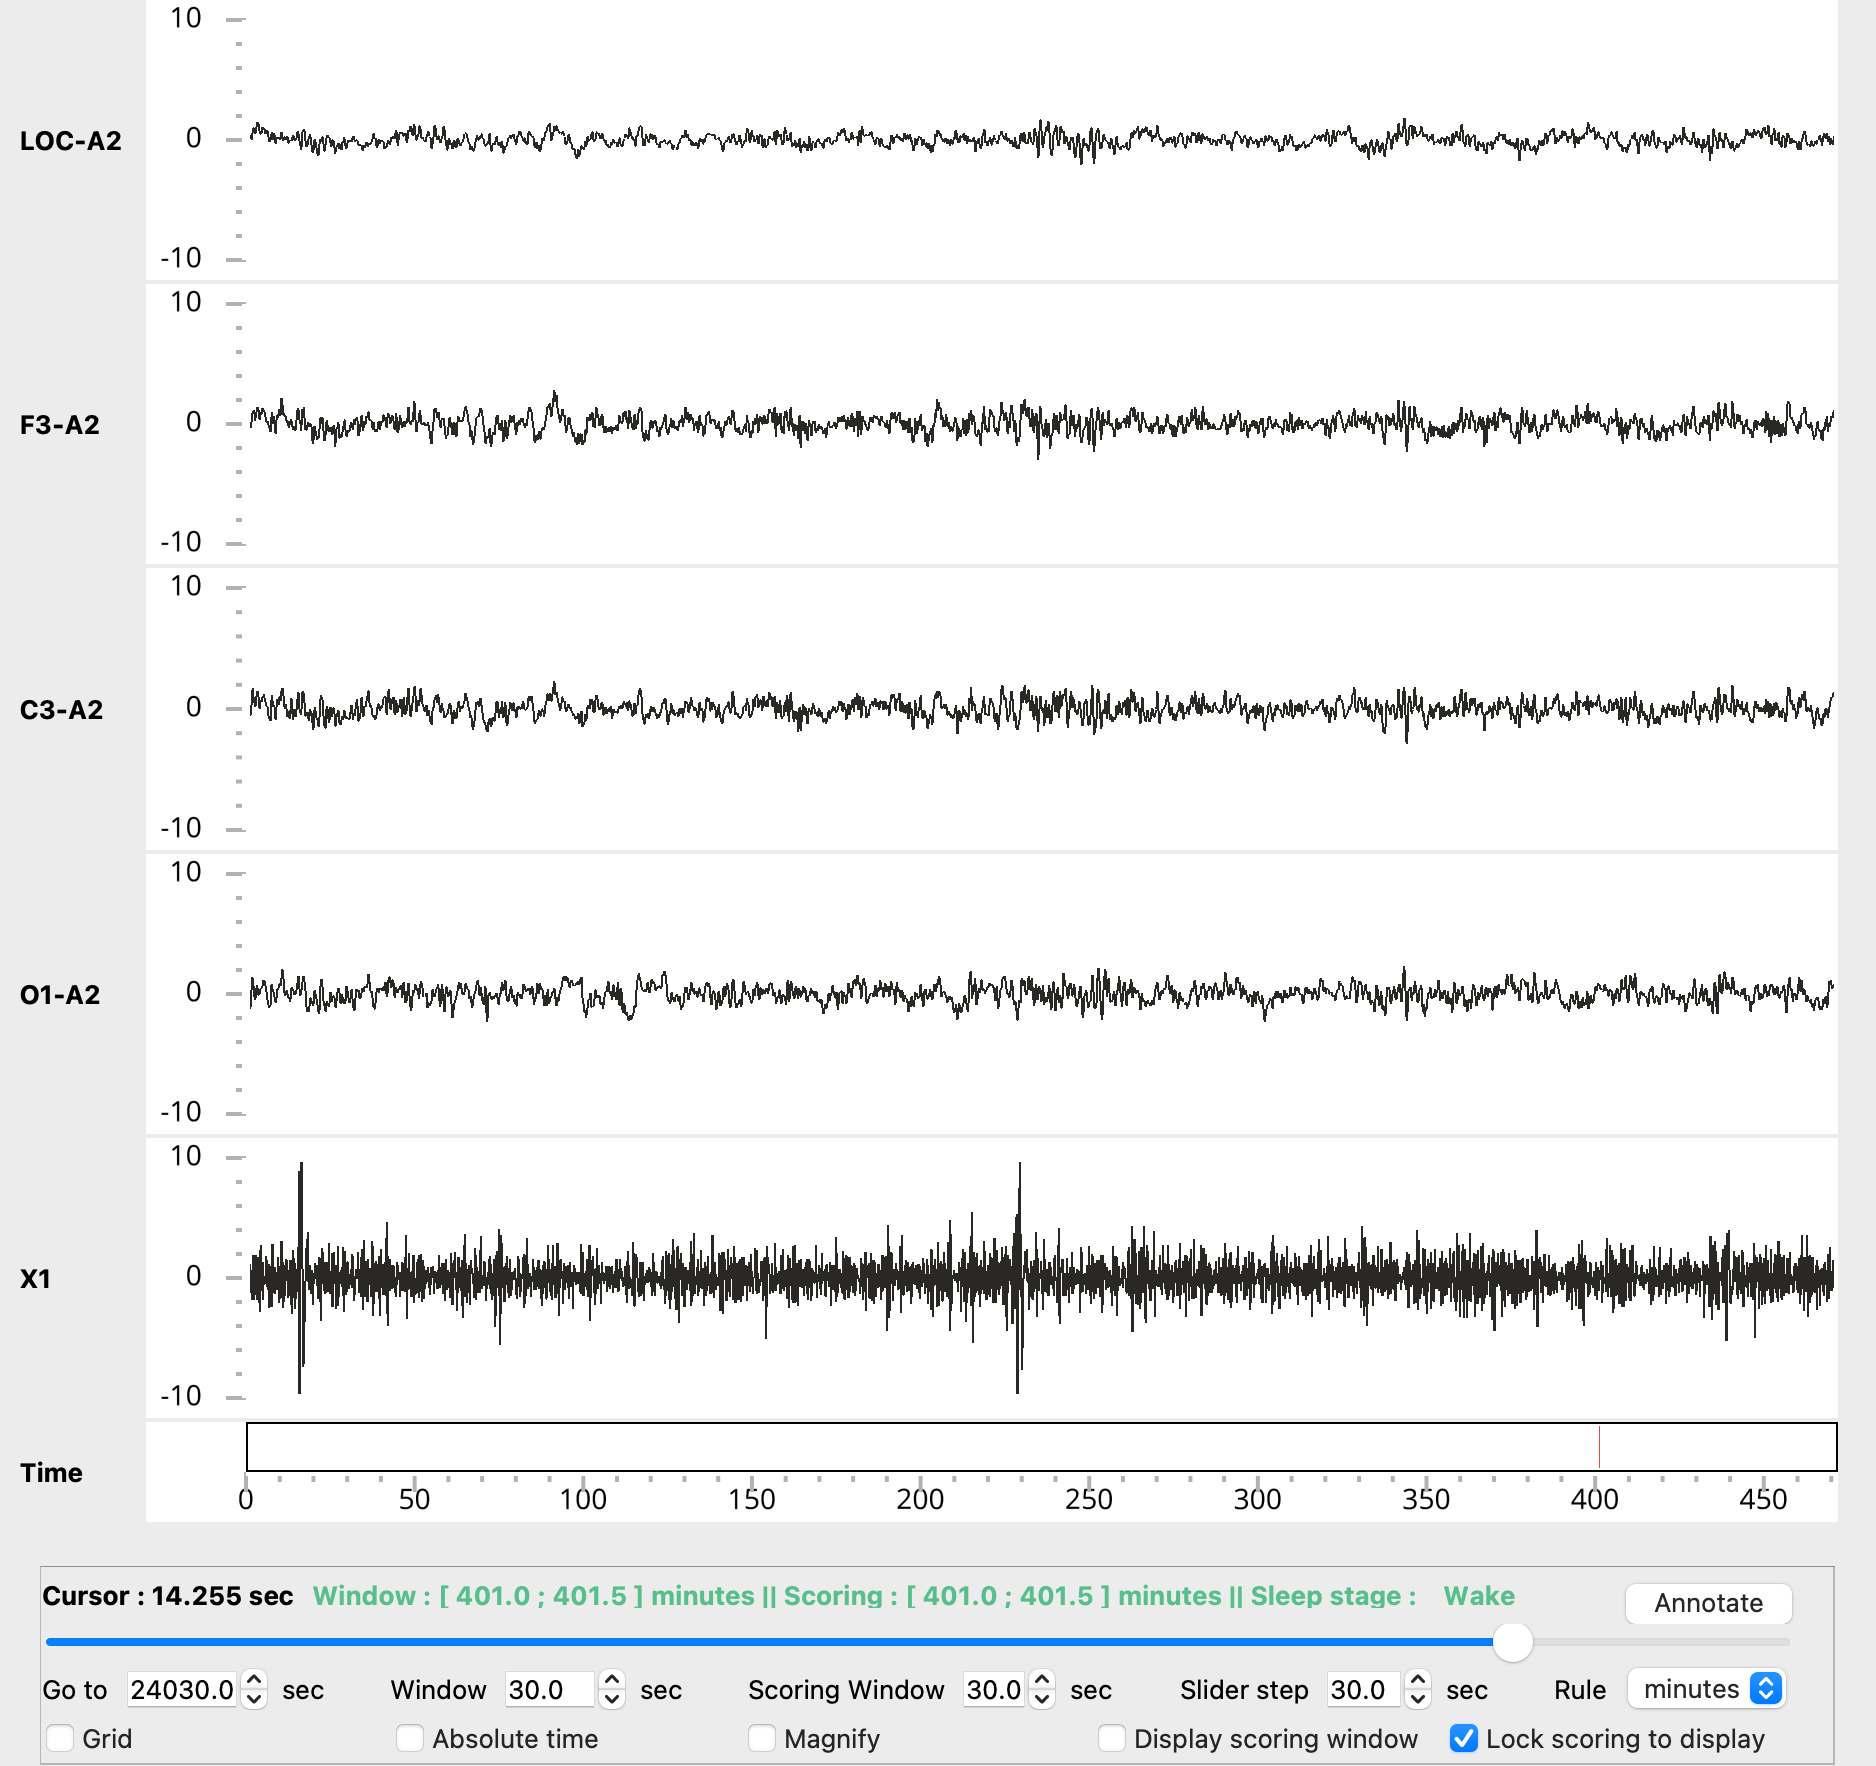 10
LOC-A2 0
-10
10
F3-A2 0
-10
10
C3-A2 0
-10
10
O1-A2 0
-10
10
X1 0
-10
Time
0 50 100 150 200 250 300 350 400 450
Cursor : 14.255 sec Window : [ 401.0 ; 401.5 ] minutes || Scoring : [ 401.0 ; 401.5 ] minutes || Sleep stage : Wake Annotate
Go to 24030.0 sec Window 30.0 sec Scoring Window 30.0 sec Slider step 30.0 sec Rule minutes
Grid Absolute time Magnify Display scoring window Lock scoring to display